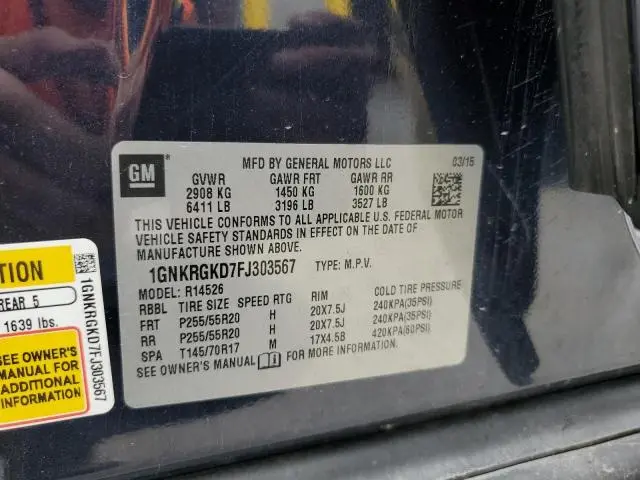 GM
MFD BY GENERAL MOTORS LLC 03/15
GVWR GAWR FRT GAWR RR
2908 KG 1450 KG 1600 KG
6411 LB 3196 LB 3527 LB
THIS VEHICLE CONFORMS TO ALL APPLICABLE U.S. FEDERAL MOTOR
VEHICLE SAFETY STANDARDS IN EFFECT ON THE DATE OF
MANUFACTURE SHOWN ABOVE.
1GNKRGKD7FJ303567 TYPE: M.P.V.
MODEL: R14526
RBBL TIRE SIZE SPEED RTG RIM COLD TIRE PRESSURE
FRT P255/55R20 H 20X7.5J 240KPA(35PSI)
RR P255/55R20 H 20X7.5J 240KPA(35PSI)
SPA T145/70R17 M 17X4.5B 420KPA(60PSI)
SEE OWNER'S MANUAL FOR MORE INFORMATION.
TION
REAR 5
1639 lbs.
SEE OWNER'S
MANUAL FOR
ADDITIONAL
INFORMATION
1GNKRGKD7FJ303567